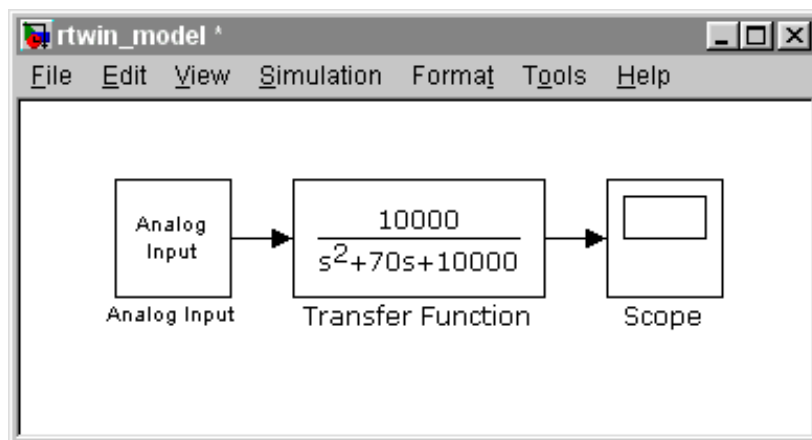 rtwin_model *
File Edit View Simulation Format Tools Help
Analog
Input
10000
s²+70s+10000
Analog Input
Transfer Function
Scope